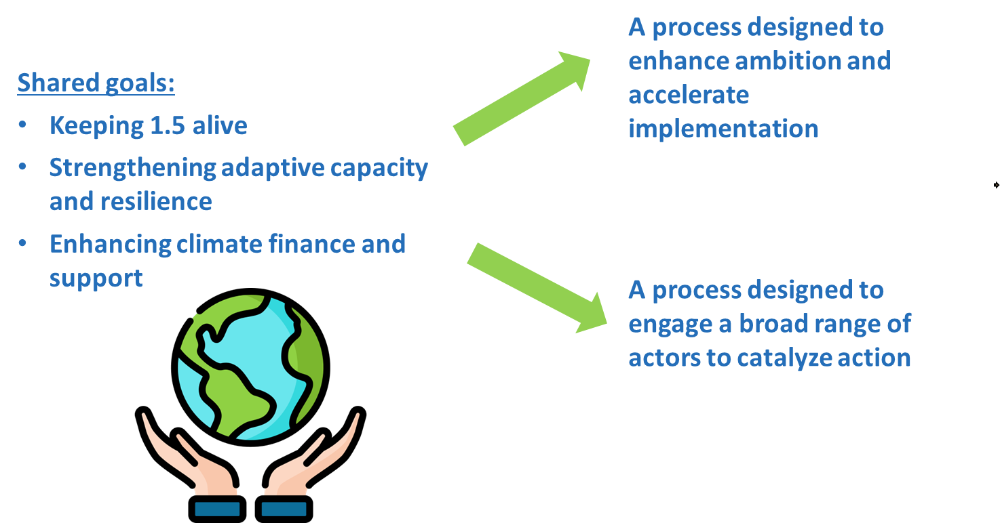 Shared goals:
• Keeping 1.5 alive
• Strengthening adaptive capacity
and resilience
• Enhancing climate finance and
support
A process designed to
enhance ambition and
accelerate
implementation
A process designed to
engage a broad range of
actors to catalyze action